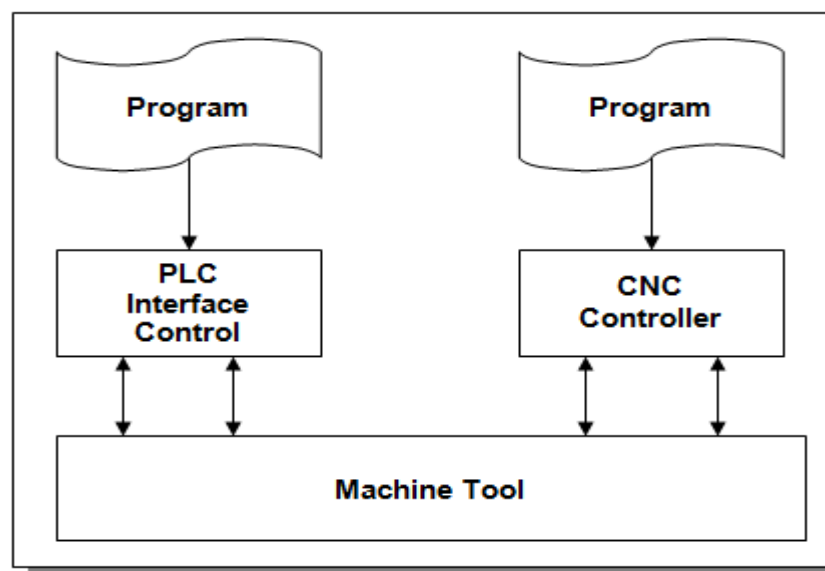 Program
Program
PLC
Interface
Control
CNC
Controller
Machine Tool